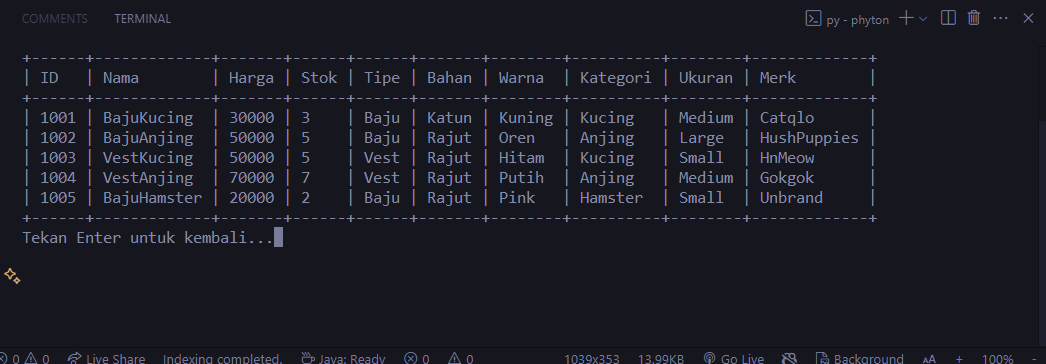 COMMENTS TERMINAL py - phyton
+------+-------------+-------+------+------+-------+--------+----------+--------+-------------+
| ID | Nama | Harga | Stok | Tipe | Bahan | Warna | Kategori | Ukuran | Merk |
+------+-------------+-------+------+------+-------+--------+----------+--------+-------------+
| 1001 | BajuKucing | 30000 | 3 | Baju | Katun | Kuning | Kucing | Medium | Catqlo |
| 1002 | BajuAnjing | 50000 | 5 | Baju | Rajut | Oren | Anjing | Large | HushPuppies |
| 1003 | VestKucing | 50000 | 5 | Vest | Rajut | Hitam | Kucing | Small | HnMeow |
| 1004 | VestAnjing | 70000 | 7 | Vest | Rajut | Putih | Anjing | Medium | Gokgok |
| 1005 | BajuHamster | 20000 | 2 | Baju | Rajut | Pink | Hamster | Small | Unbrand |
+------+-------------+-------+------+------+-------+--------+----------+--------+-------------+
Tekan Enter untuk kembali...
0 0 Live Share Indexing completed. Java: Ready 0 0 1039x353 13.99KB Go Live Background AA + 100% -